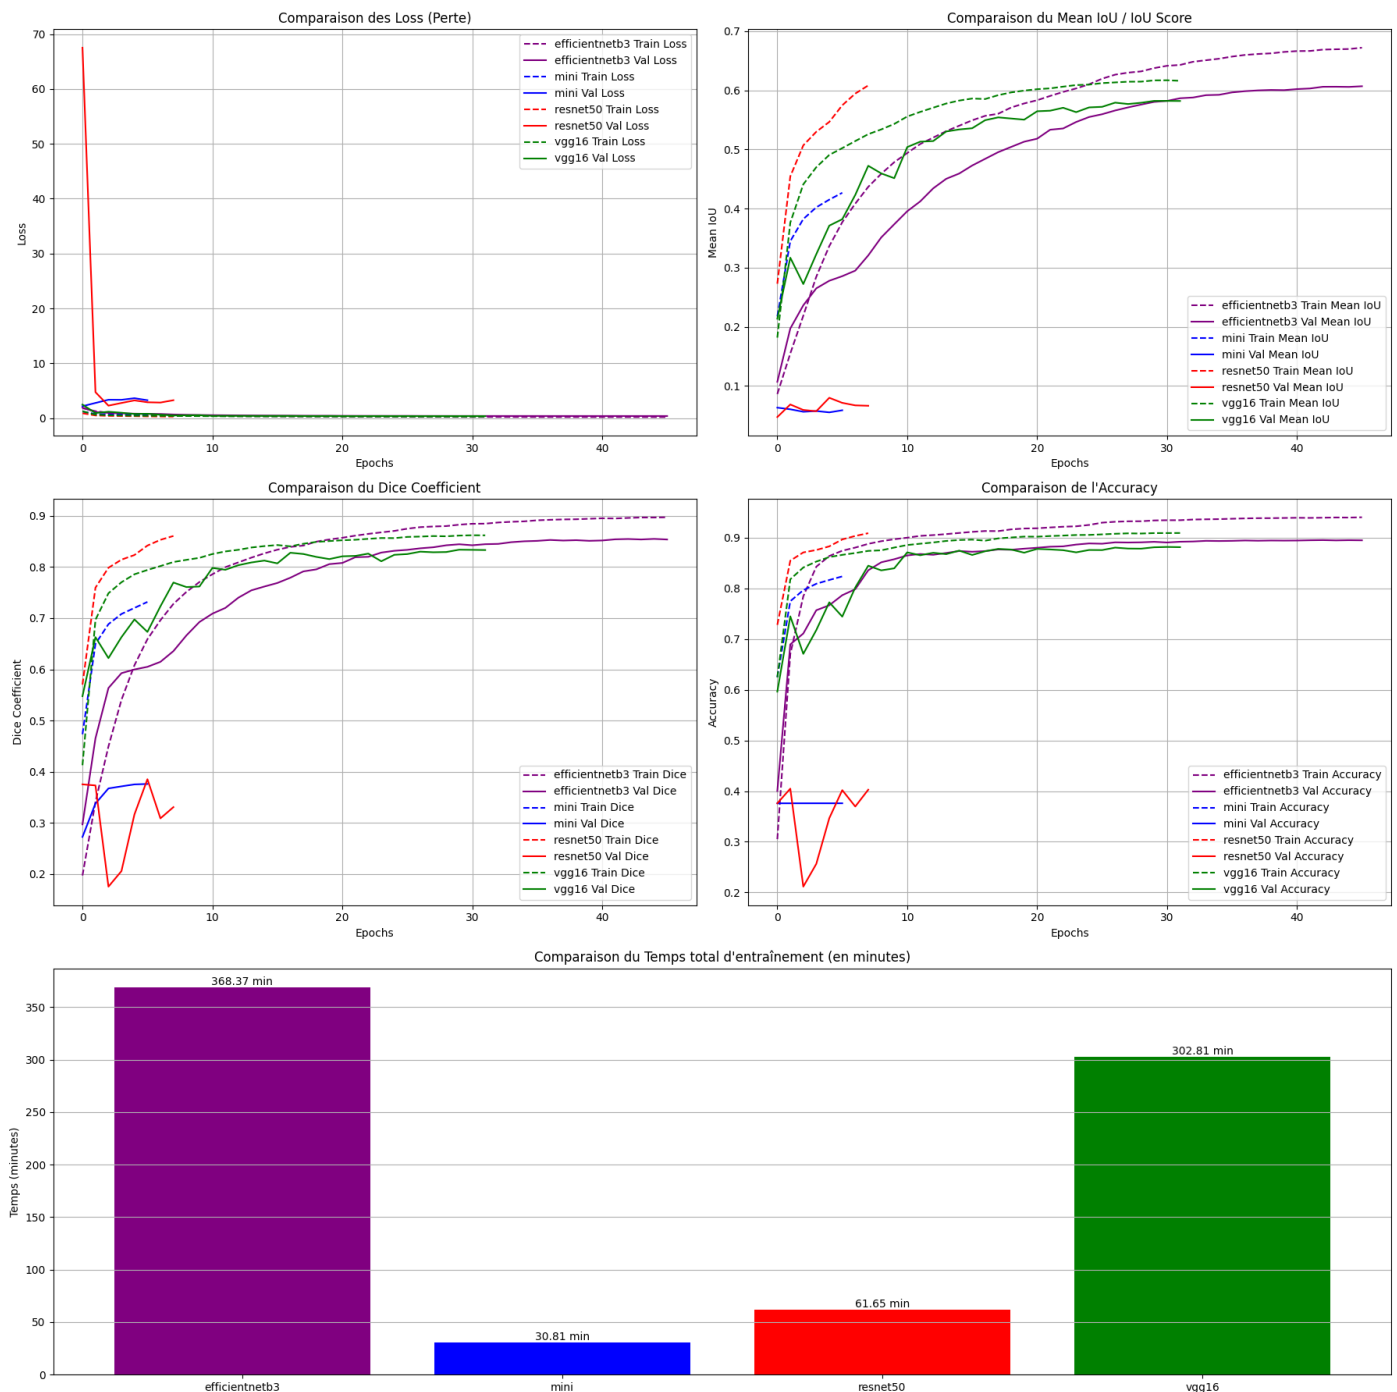 Comparaison des Loss (Perte)
70
60
50
40
30
20
10
0
Loss
efficientnetb3 Train Loss
efficientnetb3 Val Loss
mini Train Loss
mini Val Loss
resnet50 Train Loss
resnet50 Val Loss
vgg16 Train Loss
vgg16 Val Loss
0 10 20 30 40
Epochs
Comparaison du Mean IoU / IoU Score
0.7
0.6
0.5
0.4
0.3
0.2
0.1
Mean IoU
efficientnetb3 Train Mean IoU
efficientnetb3 Val Mean IoU
mini Train Mean IoU
mini Val Mean IoU
resnet50 Train Mean IoU
resnet50 Val Mean IoU
vgg16 Train Mean IoU
vgg16 Val Mean IoU
0 10 20 30 40
Epochs
Comparaison du Dice Coefficient
0.9
0.8
0.7
0.6
0.5
0.4
0.3
0.2
Dice Coefficient
efficientnetb3 Train Dice
efficientnetb3 Val Dice
mini Train Dice
mini Val Dice
resnet50 Train Dice
resnet50 Val Dice
vgg16 Train Dice
vgg16 Val Dice
0 10 20 30 40
Epochs
Comparaison de l'Accuracy
0.9
0.8
0.7
0.6
0.5
0.4
0.3
0.2
Accuracy
efficientnetb3 Train Accuracy
efficientnetb3 Val Accuracy
mini Train Accuracy
mini Val Accuracy
resnet50 Train Accuracy
resnet50 Val Accuracy
vgg16 Train Accuracy
vgg16 Val Accuracy
0 10 20 30 40
Epochs
Comparaison du Temps total d'entraînement (en minutes)
350
300
250
200
150
100
50
0
Temps (minutes)
368.37 min
30.81 min
61.65 min
302.81 min
efficientnetb3 mini resnet50 vgg16